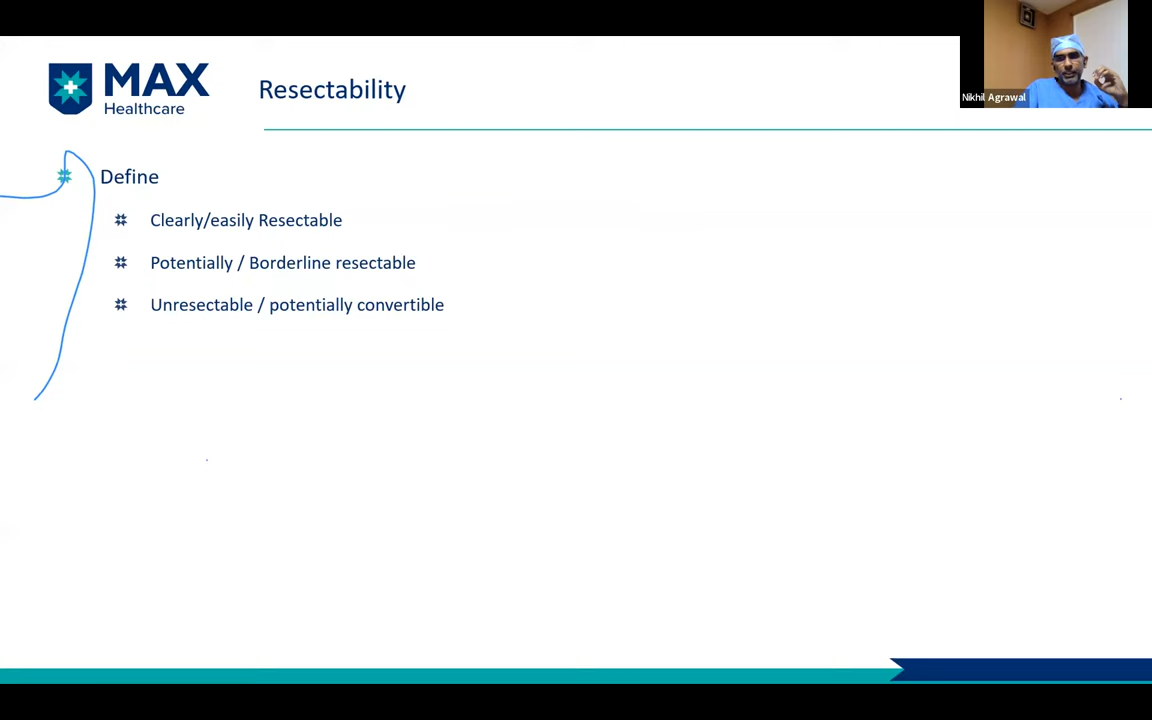 MAX
Healthcare
Resectability
Nikhil Agrawal
Define
Clearly/easily Resectable
Potentially / Borderline resectable
Unresectable / potentially convertible